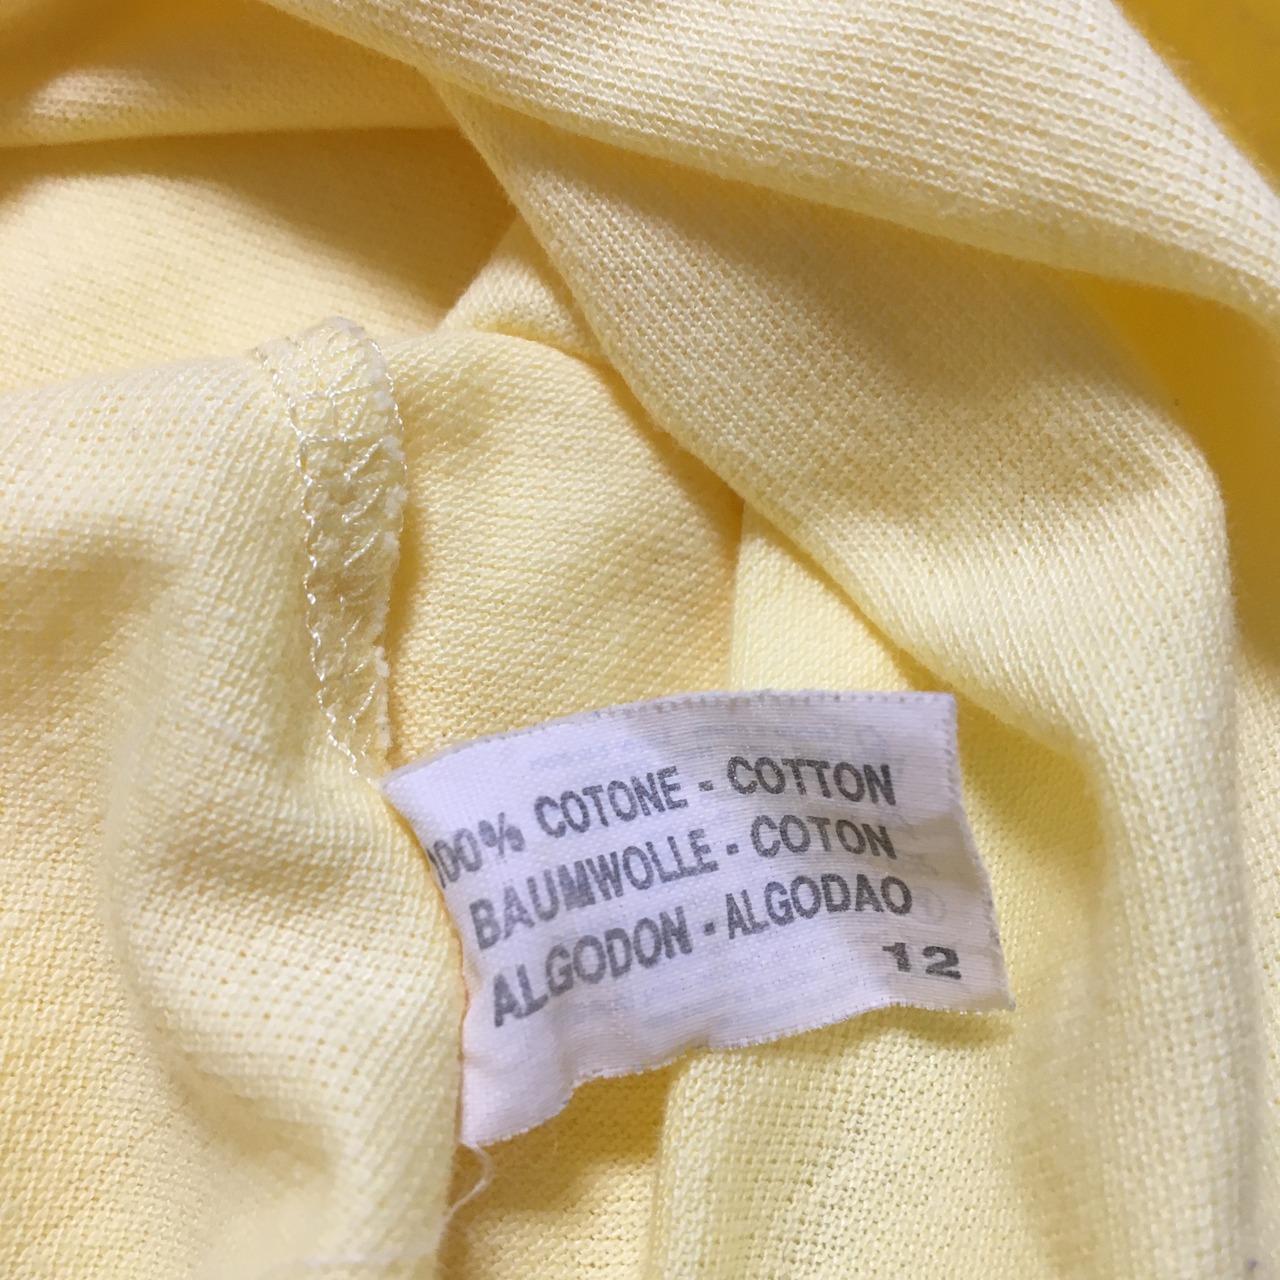 100% COTONE - COTTON
BAUMWOLLE - COTON
ALGODON - ALGODAO
12